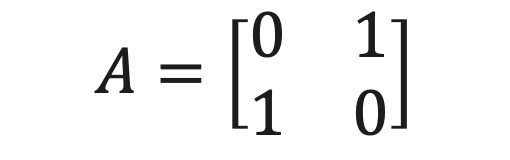 A = [0 1
1 0]